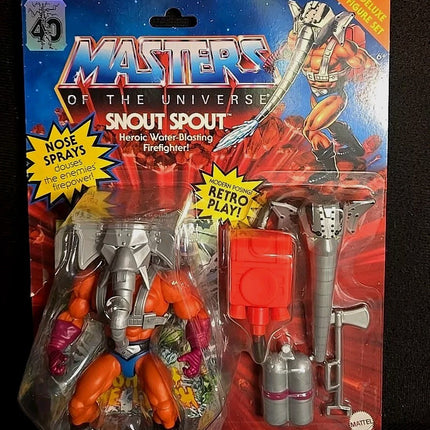 40
DELUXE
FIGURE SET
MASTERS
OF THE UNIVERSE
SNOUT SPOUT™
Heroic Water-Blasting
Firefighter!
NOSE
SPRAYS
douses
the enemies'
firepower!
MODERN POSING!
RETRO
PLAY!
MATTEL